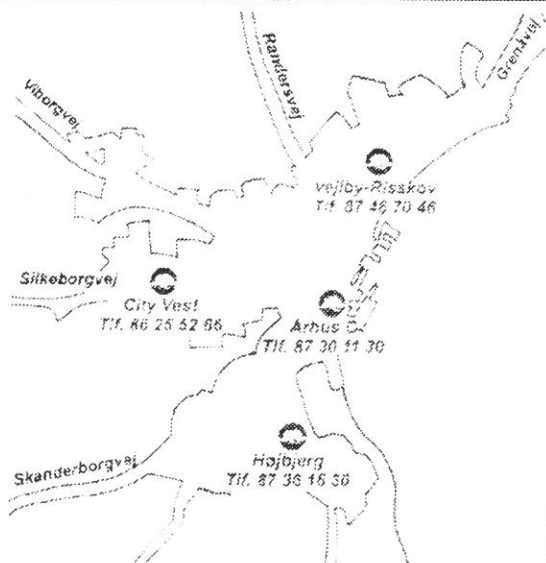 Grenåvej
Randersvej
Viborgvej
Vejlby-Risskov
Tlf. 87 48 70 46
Silkeborgvej
City Vest
Tlf. 86 25 52 66
Århus C
Tlf. 87 30 11 30
Højbjerg
Tlf. 87 36 16 30
Skanderborgvej